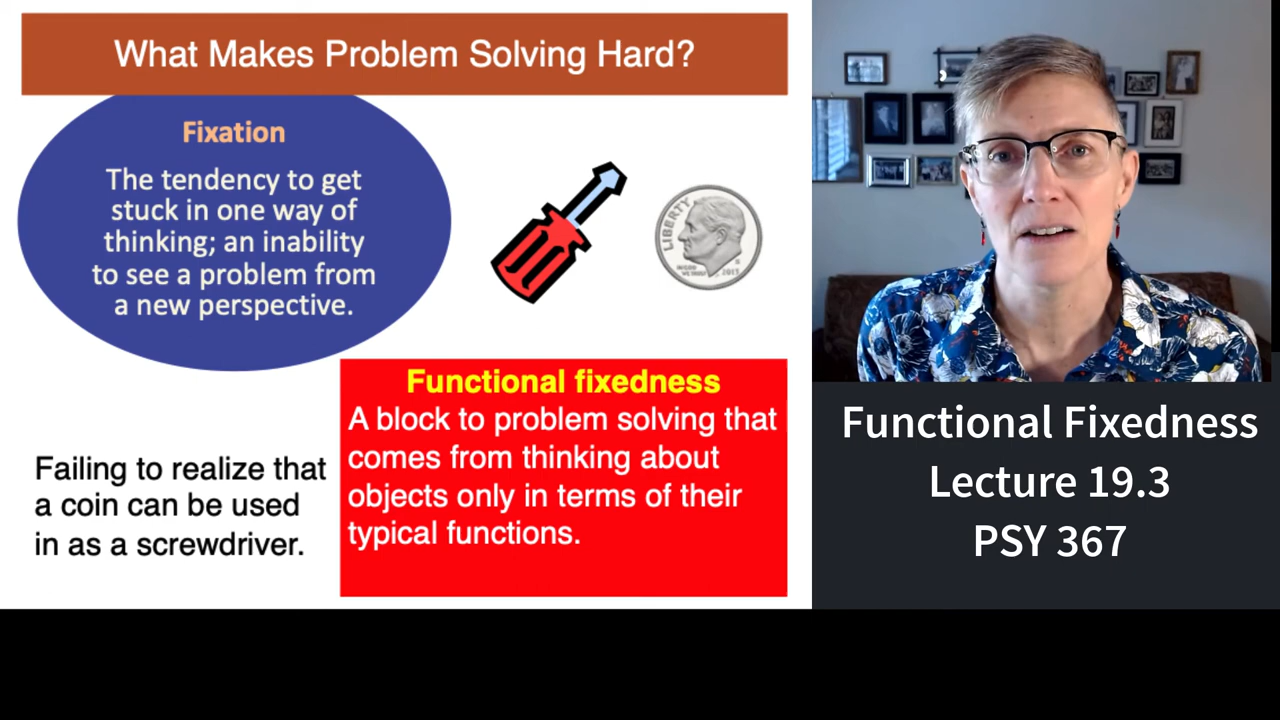 What Makes Problem Solving Hard?
Fixation
The tendency to get
stuck in one way of
thinking; an inability
to see a problem from
a new perspective.
LIBERTY
Functional fixedness
A block to problem solving that
comes from thinking about
objects only in terms of their
typical functions.
Failing to realize that
a coin can be used
in as a screwdriver.
Functional Fixedness
Lecture 19.3
PSY 367